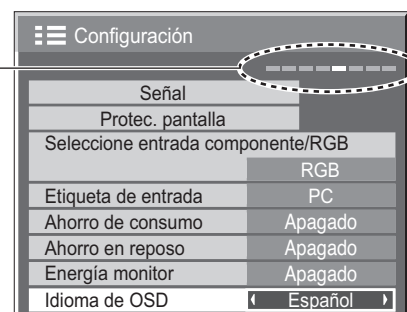 Configuración
Señal
Protec. pantalla
Seleccione entrada componente/RGB
RGB
Etiqueta de entrada PC
Ahorro de consumo Apagado
Ahorro en reposo Apagado
Energía monitor Apagado
Idioma de OSD Español